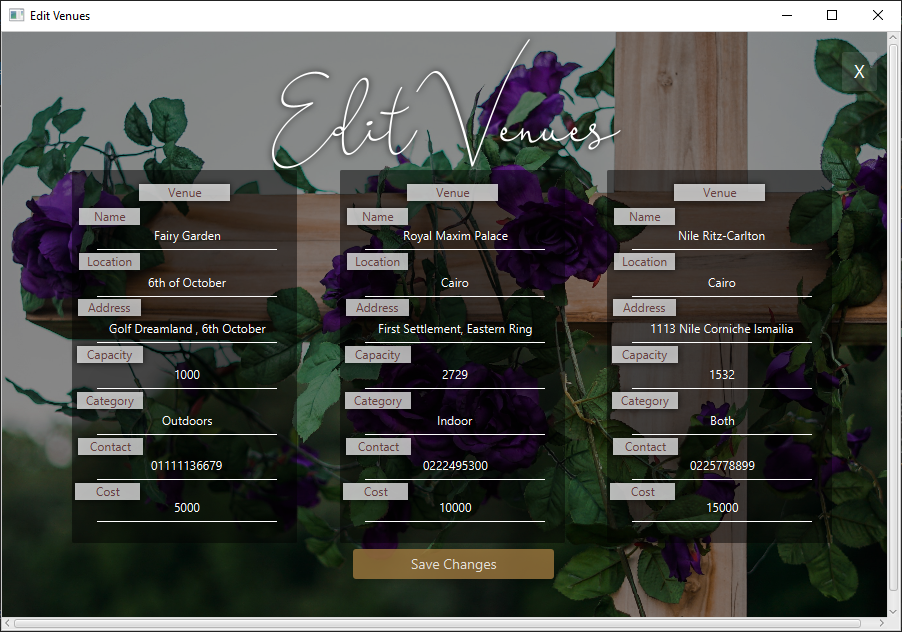 Edit Venues
X
Edit Venues
Venue
Name
Fairy Garden
Location
6th of October
Address
Golf Dreamland , 6th October
Capacity
1000
Category
Outdoors
Contact
01111136679
Cost
5000
Venue
Name
Royal Maxim Palace
Location
Cairo
Address
First Settlement, Eastern Ring
Capacity
2729
Category
Indoor
Contact
0222495300
Cost
10000
Venue
Name
Nile Ritz-Carlton
Location
Cairo
Address
1113 Nile Corniche Ismailia
Capacity
1532
Category
Both
Contact
0225778899
Cost
15000
Save Changes